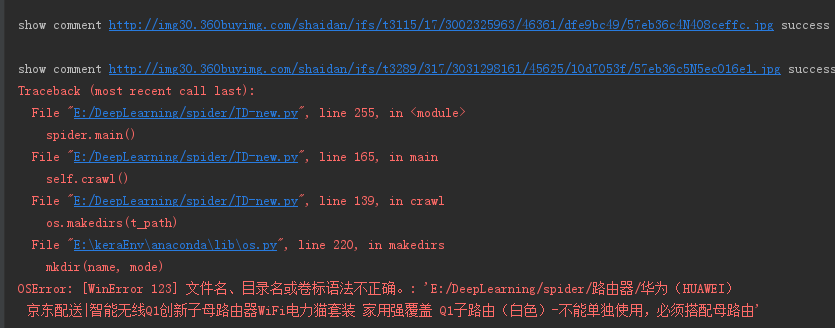 show comment http://img30.360buyimg.com/shaidan/jfs/t3115/17/3002325963/46361/dfe9bc49/57eb36c4N408ceffc.jpg success
show comment http://img30.360buyimg.com/shaidan/jfs/t3289/317/3031298161/45625/10d7053f/57eb36c5N5ec016e1.jpg success
Traceback (most recent call last):
File "E:/DeepLearning/spider/JD-new.py", line 255, in <module>
spider.main()
File "E:/DeepLearning/spider/JD-new.py", line 165, in main
self.crawl()
File "E:/DeepLearning/spider/JD-new.py", line 139, in crawl
os.makedirs(t_path)
File "E:\keraEnv\anaconda\lib\os.py", line 220, in makedirs
mkdir(name, mode)
OSError: [WinError 123] 文件名、目录名或卷标语法不正确。: 'E:/DeepLearning/spider/路由器/华为（HUAWEI）
京东配送|智能无线Q1创新子母路由器WiFi电力猫套装 家用强覆盖 Q1子路由（白色）-不能单独使用，必须搭配母路由'